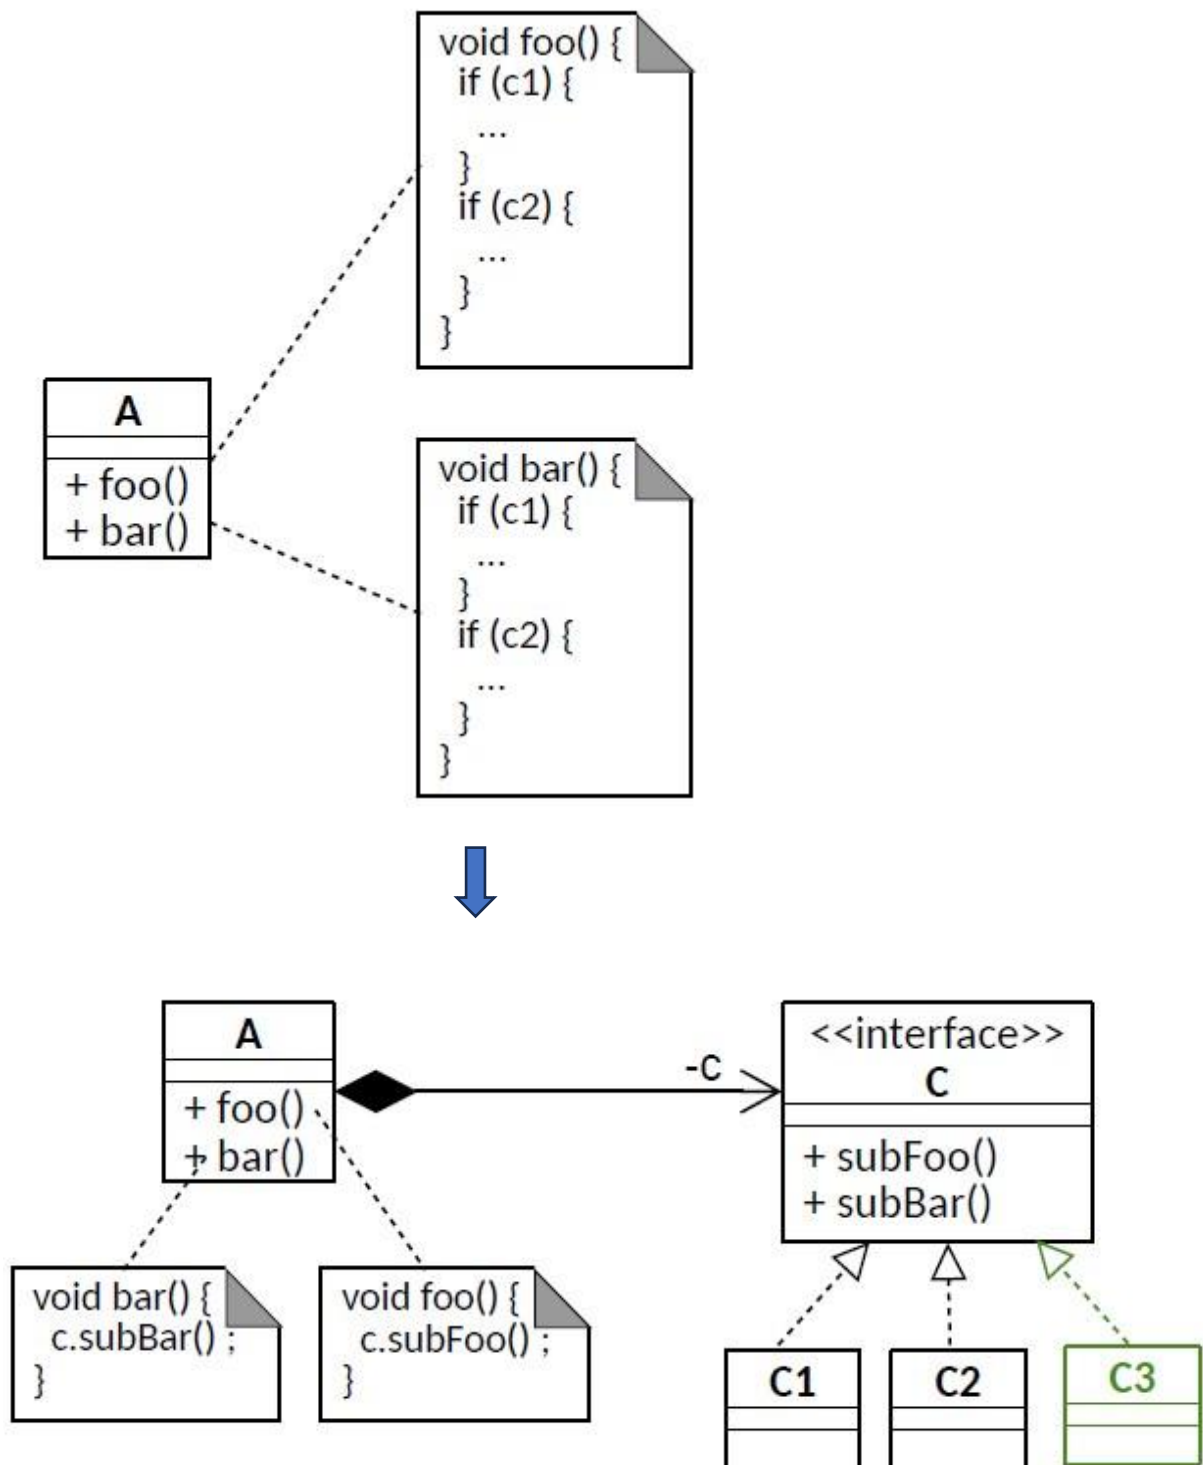 void foo() {
if (c1) {
...
}
if (c2) {
...
}
}
A
+ foo()
+ bar()
void bar() {
if (c1) {
...
}
if (c2) {
...
}
}
A
+ foo()
+ bar()
-c
<<interface>>
C
+ subFoo()
+ subBar()
void bar() {
c.subBar() ;
}
void foo() {
c.subFoo() ;
}
C1
C2
C3